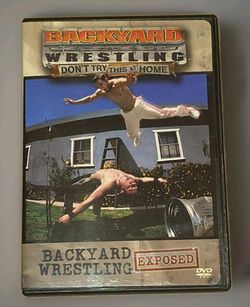 BACKYARD
WRESTLING
DON'T TRY THIS AT HOME
BACKYARD
WRESTLING
EXPOSED
DVD